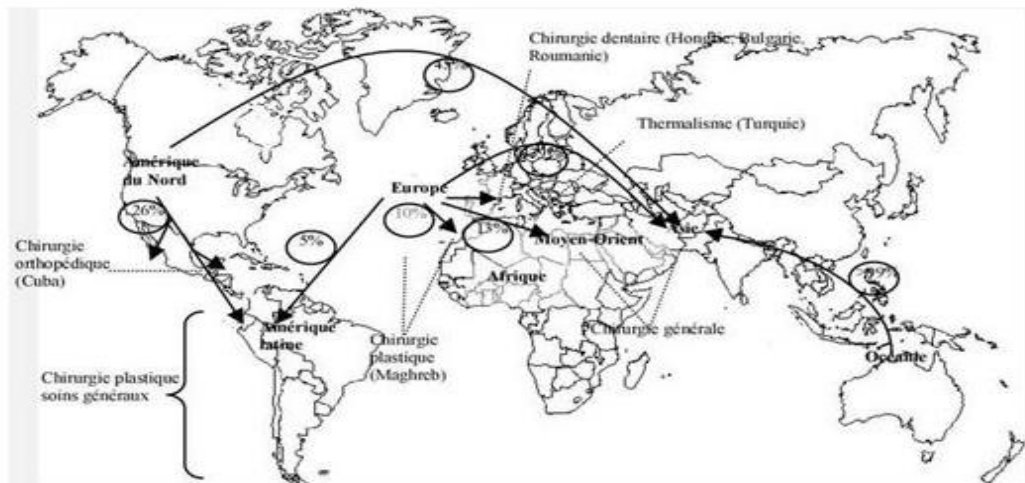 Chirurgie dentaire (Hongrie, Bulgarie,
Roumanie)
Thermalisme (Turquie)
Amérique
du Nord
Europe
26%
10%
13%
5%
Moyen-Orient
Asie
Afrique
Chirurgie
orthopédique
(Cuba)
Amérique
latine
Chirurgie
plastique
(Maghreb)
Chirurgie générale
Océanie
Chirurgie plastique
soins généraux